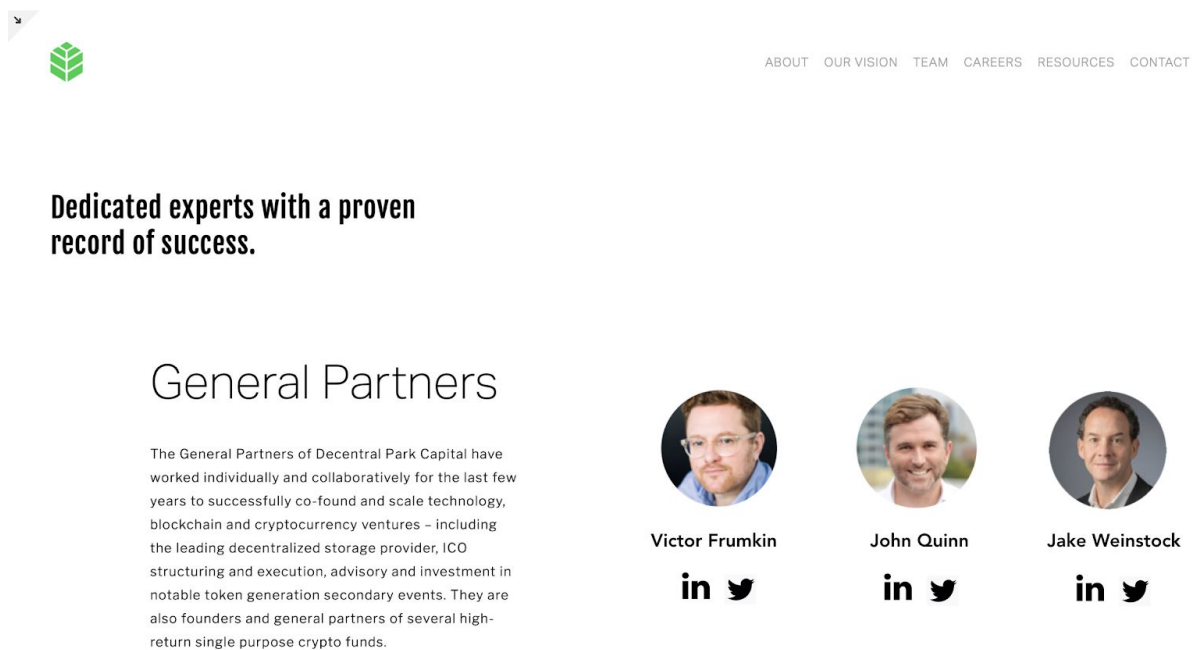 ABOUT OUR VISION TEAM CAREERS RESOURCES CONTACT
Dedicated experts with a proven
record of success.
General Partners
The General Partners of Decentral Park Capital have
worked individually and collaboratively for the last few
years to successfully co-found and scale technology,
blockchain and cryptocurrency ventures – including
the leading decentralized storage provider, ICO
structuring and execution, advisory and investment in
notable token generation secondary events. They are
also founders and general partners of several high-
return single purpose crypto funds.
Victor Frumkin
John Quinn
Jake Weinstock
in
in
in